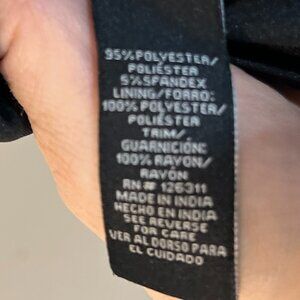 95% POLYESTER/
POLIÉSTER
5% SPANDEX
LINING/FORRO:
100% POLYESTER/
POLIÉSTER
TRIM/
GUARNICIÓN:
100% RAYON/
RAYÓN
RN# 126311
MADE IN INDIA
HECHO EN INDIA
SEE REVERSE
FOR CARE
VER AL DORSO PARA
EL CUIDADO